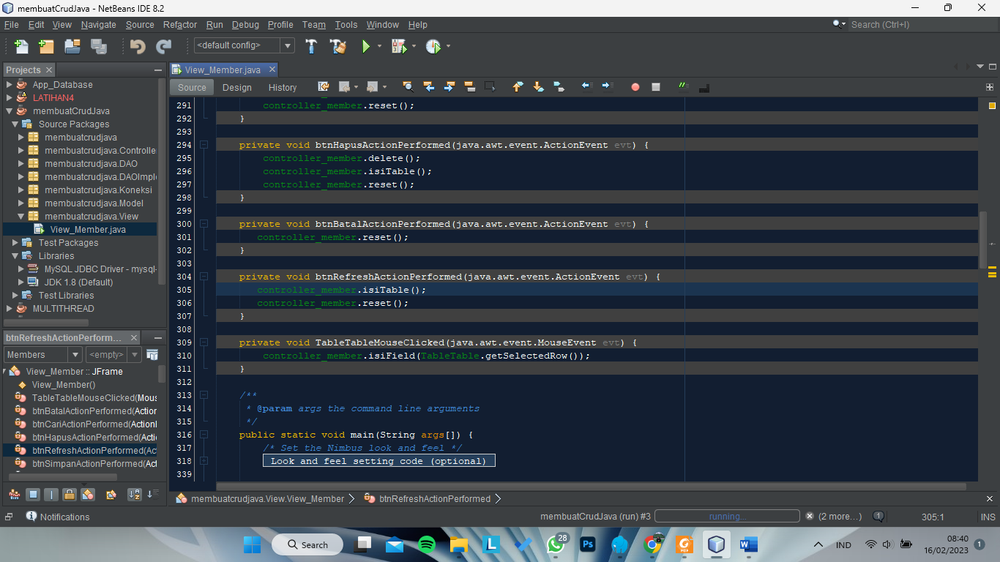 membuatCrudJava - NetBeans IDE 8.2
File Edit View Navigate Source Refactor Run Debug Profile Team Tools Window Help
Search (Ctrl+I)
<default config>
Projects
View_Member.java
Source Design History
App_Database
LATIHAN4
membuatCrudJava
Source Packages
membuatcrudjava
membuatcrudjava.Controlle
membuatcrudjava.DAO
membuatcrudjava.DAOImpl
membuatcrudjava.Koneksi
membuatcrudjava.Model
membuatcrudjava.View
View_Member.java
Test Packages
Libraries
MySQL JDBC Driver - mysql-
JDK 1.8 (Default)
Test Libraries
MULTITHREAD
btnRefreshActionPerform...
Members <empty>
View_Member :: JFrame
View_Member()
TableTableMouseClicked(Mous
btnBatalActionPerformed(Action
btnCariActionPerformed(ActionI
btnHapusActionPerformed(Actio
btnRefreshActionPerformed(Ac
btnSimpanActionPerformed(Act
291 controller_member.reset();
292 }
293
294 private void btnHapusActionPerformed(java.awt.event.ActionEvent evt) {
295 controller_member.delete();
296 controller_member.isiTable();
297 controller_member.reset();
298 }
299
300 private void btnBatalActionPerformed(java.awt.event.ActionEvent evt) {
301 controller_member.reset();
302 }
303
304 private void btnRefreshActionPerformed(java.awt.event.ActionEvent evt) {
305 controller_member.isiTable();
306 controller_member.reset();
307 }
308
309 private void TableTableMouseClicked(java.awt.event.MouseEvent evt) {
310 controller_member.isiField(TableTable.getSelectedRow());
311 }
312
313 /**
314 * @param args the command line arguments
315 */
316 public static void main(String args[]) {
317 /* Set the Nimbus look and feel */
318 Look and feel setting code (optional)
339
membuatcrudjava.View.View_Member btnRefreshActionPerformed
Notifications
membuatCrudJava (run) #3 running... (2 more...) 1 305:1 INS
Search
28
Ps
L
W
PDF
IND
08:40
16/02/2023
1